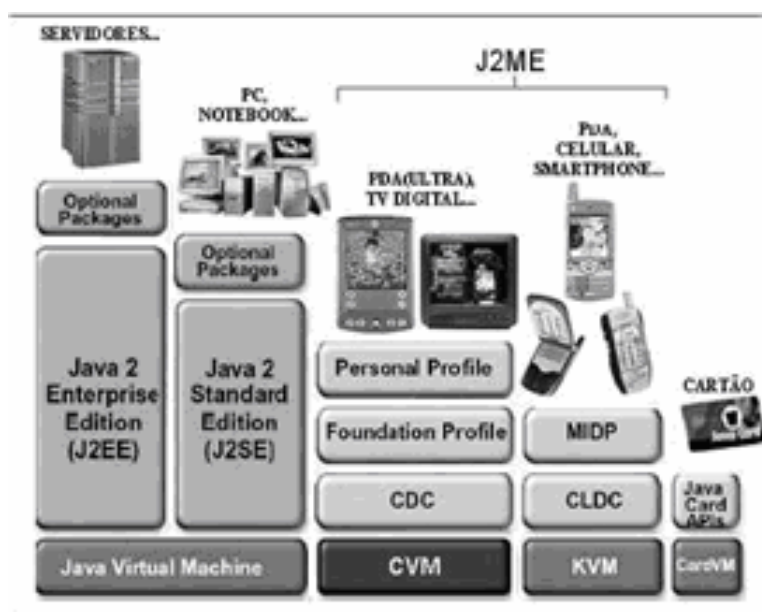 SERVIDORES...
J2ME
PC,
NOTEBOOK...
PDA,
CELULAR,
SMARTPHONE...
PDA(ULTRA),
TV DIGITAL...
Optional
Packages
Optional
Packages
Java 2
Enterprise
Edition
(J2EE)
Java 2
Standard
Edition
(J2SE)
Personal Profile
CARTÃO
Foundation Profile
MIDP
CDC
CLDC
Java
Card
APIs
Java Virtual Machine
CVM
KVM
CardVM